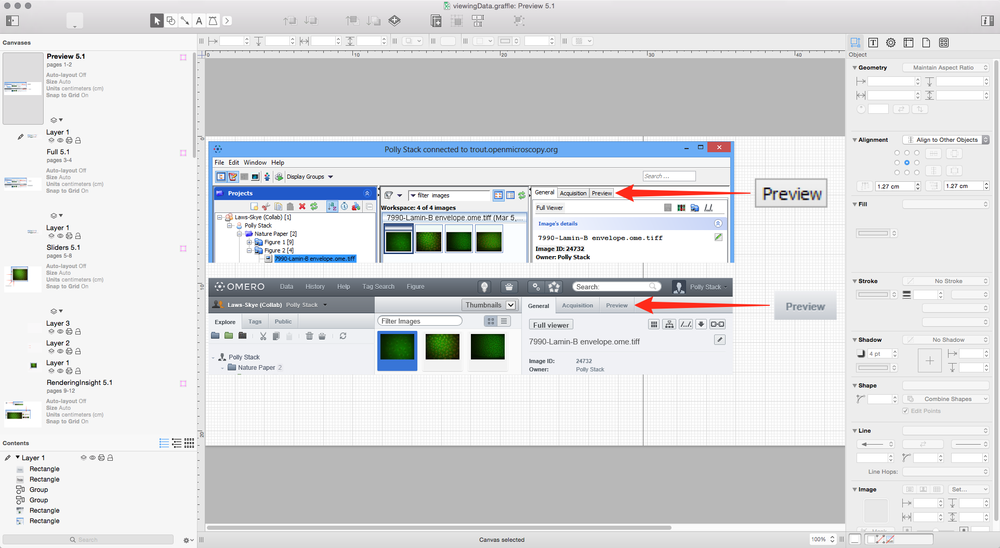 viewingData.graffle: Preview 5.1
A
Canvases
Preview 5.1
pages 1-2
Auto-layout Off
Size Auto
Units centimeters (cm)
Snap to Grid On
Layer 1
Full 5.1
pages 3-4
Auto-layout Off
Size Auto
Units centimeters (cm)
Snap to Grid On
Layer 1
Sliders 5.1
pages 5-8
Auto-layout Off
Size Auto
Units centimeters (cm)
Snap to Grid On
Layer 3
Layer 2
Layer 1
RenderingInsight 5.1
pages 9-12
Auto-layout Off
Size Auto
Units centimeters (cm)
Snap to Grid On
Contents
Layer 1
Rectangle
Rectangle
Group
Group
Rectangle
Rectangle
Search
0 10 20 30 40
0
10
20
Polly Stack connected to trout.openmicroscopy.org
File Edit Window Help
Display Groups
Search ...
Projects
filter images
General Acquisition Preview
Preview
Workspace: 4 of 4 images
Full Viewer
Laws-Skye (Collab) [1]
7990-Lamin-B envelope.ome.tiff (Mar 5,...
Image's details
Polly Stack
Nature Paper [2]
7990-Lamin-B envelope.ome.tiff
Figure 1 [9]
Image ID: 24732
Figure 2 [4]
Owner: Polly Stack
7990-Lamin-B envelope.ome.tiff
OMERO Data History Help Tag Search Figure Search: Polly Stack
Laws-Skye (Collab) Polly Stack
Thumbnails
General Acquisition Preview
Preview
Explore Tags Public
Filter Images
Full viewer
7990-Lamin-B envelope.ome.tiff
Polly Stack
Nature Paper 2
Image ID: 24732
Owner: Polly Stack
Canvas selected
100%
Object
Geometry
Maintain Aspect Ratio
Alignment
Align to Other Objects
1.27 cm
1.27 cm
Fill
Stroke
No Stroke
Shadow
No Shadow
4 pt
Shape
Combine Shapes
Edit Points
Line
Line Hops:
Image
Set...
Mask